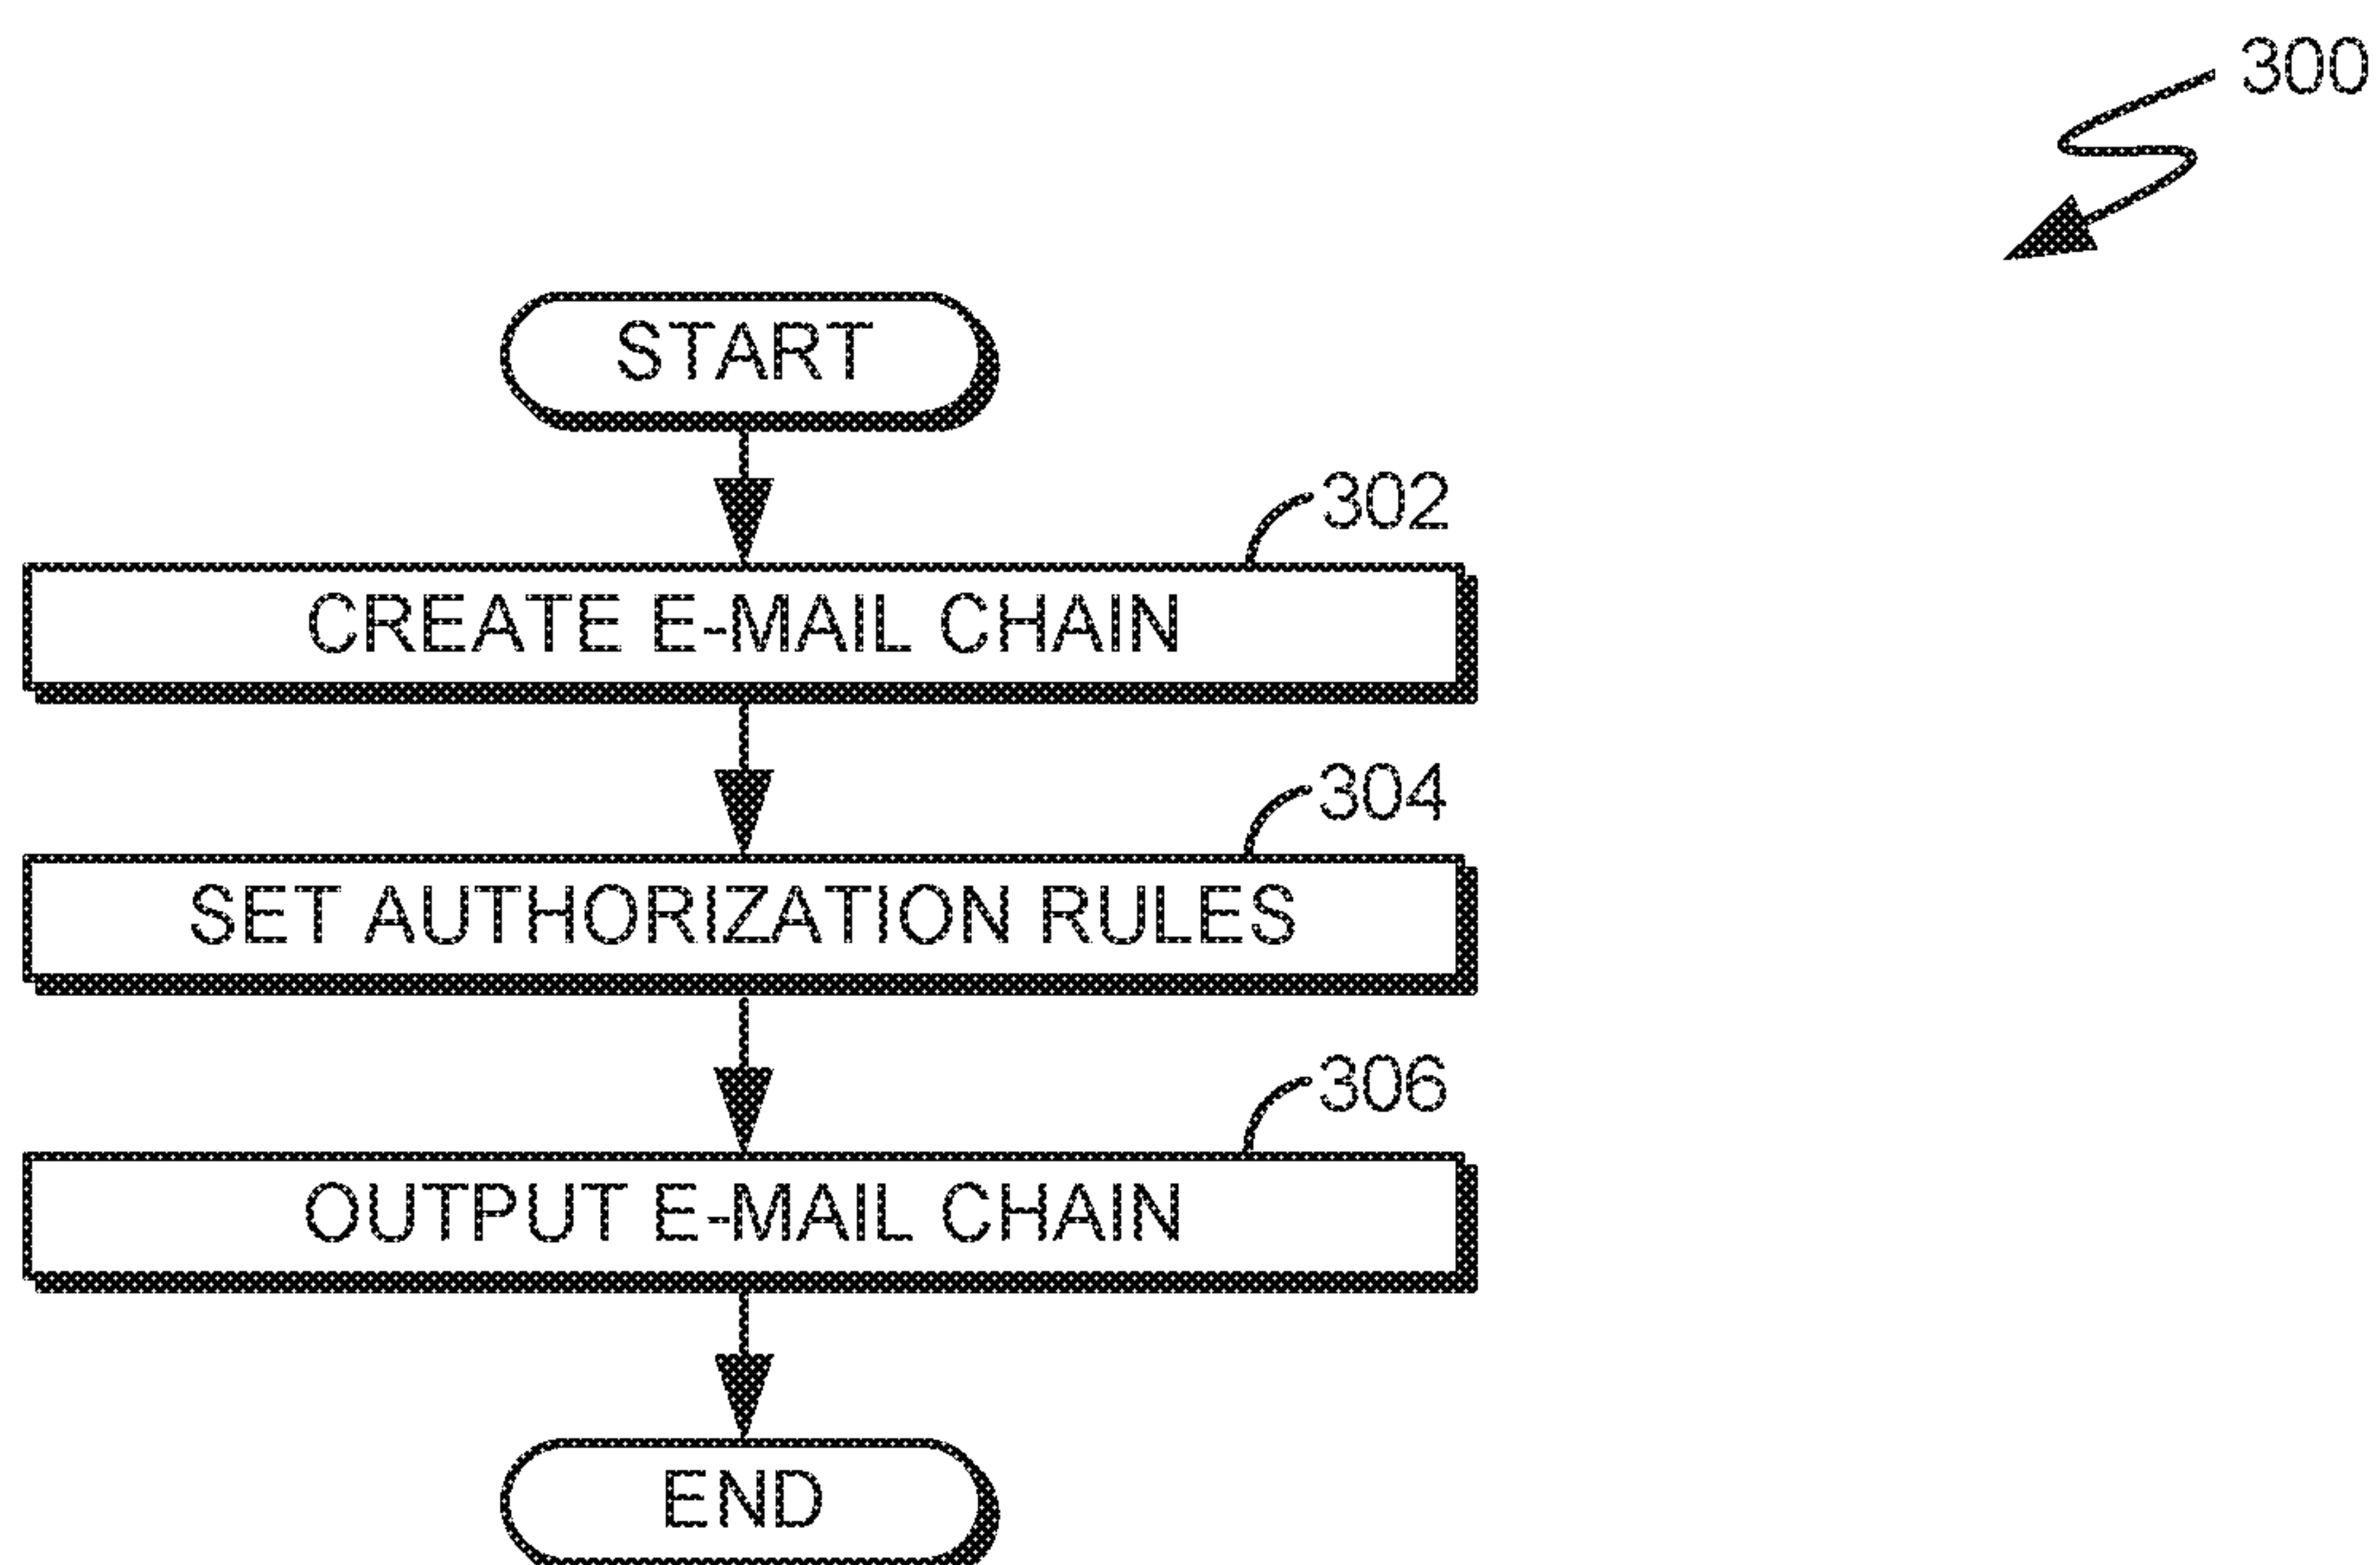 300
START
302
CREATE E-MAIL CHAIN
304
SET AUTHORIZATION RULES
306
OUTPUT E-MAIL CHAIN
END